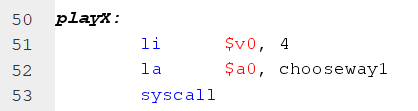 50 playX:
51 li $v0, 4
52 la $a0, chooseway1
53 syscall